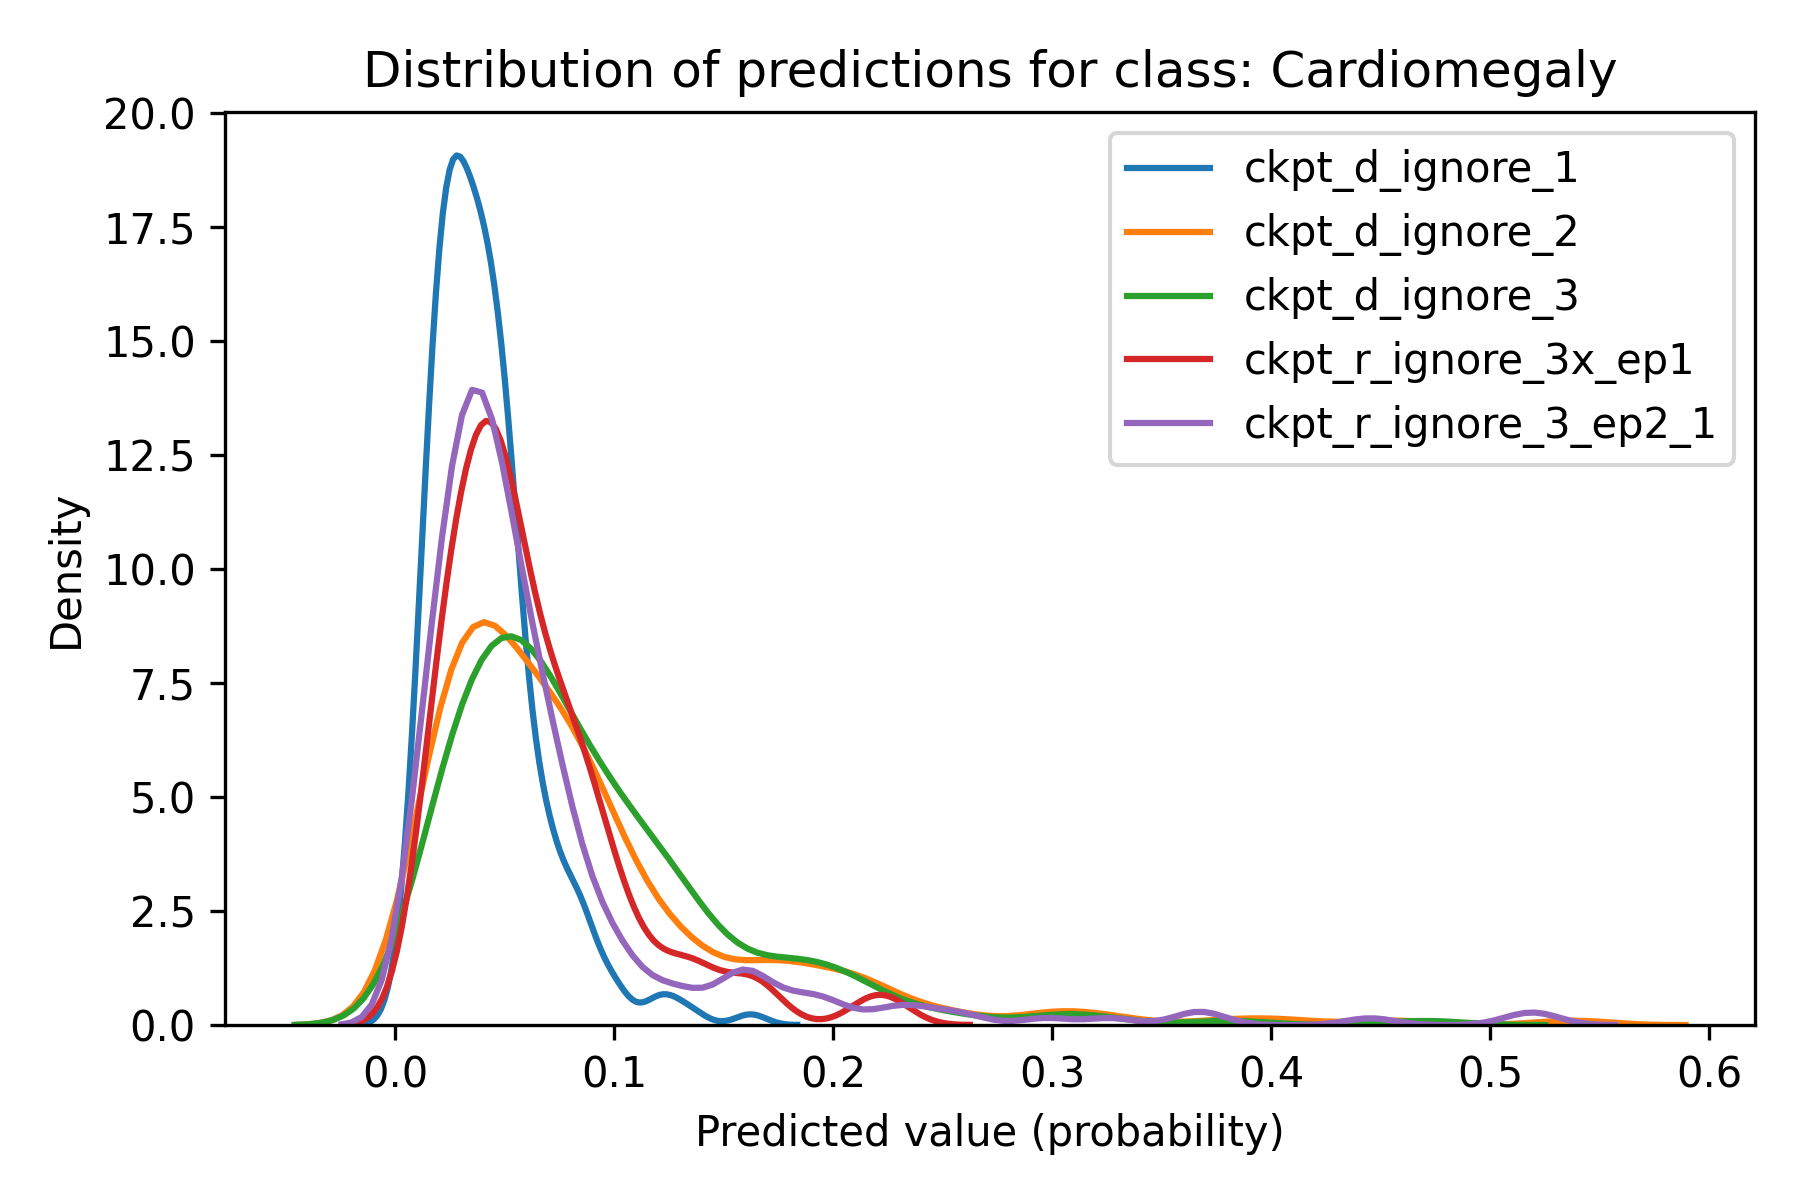 Distribution of predictions for class: Cardiomegaly
20.0
17.5
15.0
12.5
10.0
7.5
5.0
2.5
0.0
Density
ckpt_d_ignore_1
ckpt_d_ignore_2
ckpt_d_ignore_3
ckpt_r_ignore_3x_ep1
ckpt_r_ignore_3_ep2_1
0.0 0.1 0.2 0.3 0.4 0.5 0.6
Predicted value (probability)